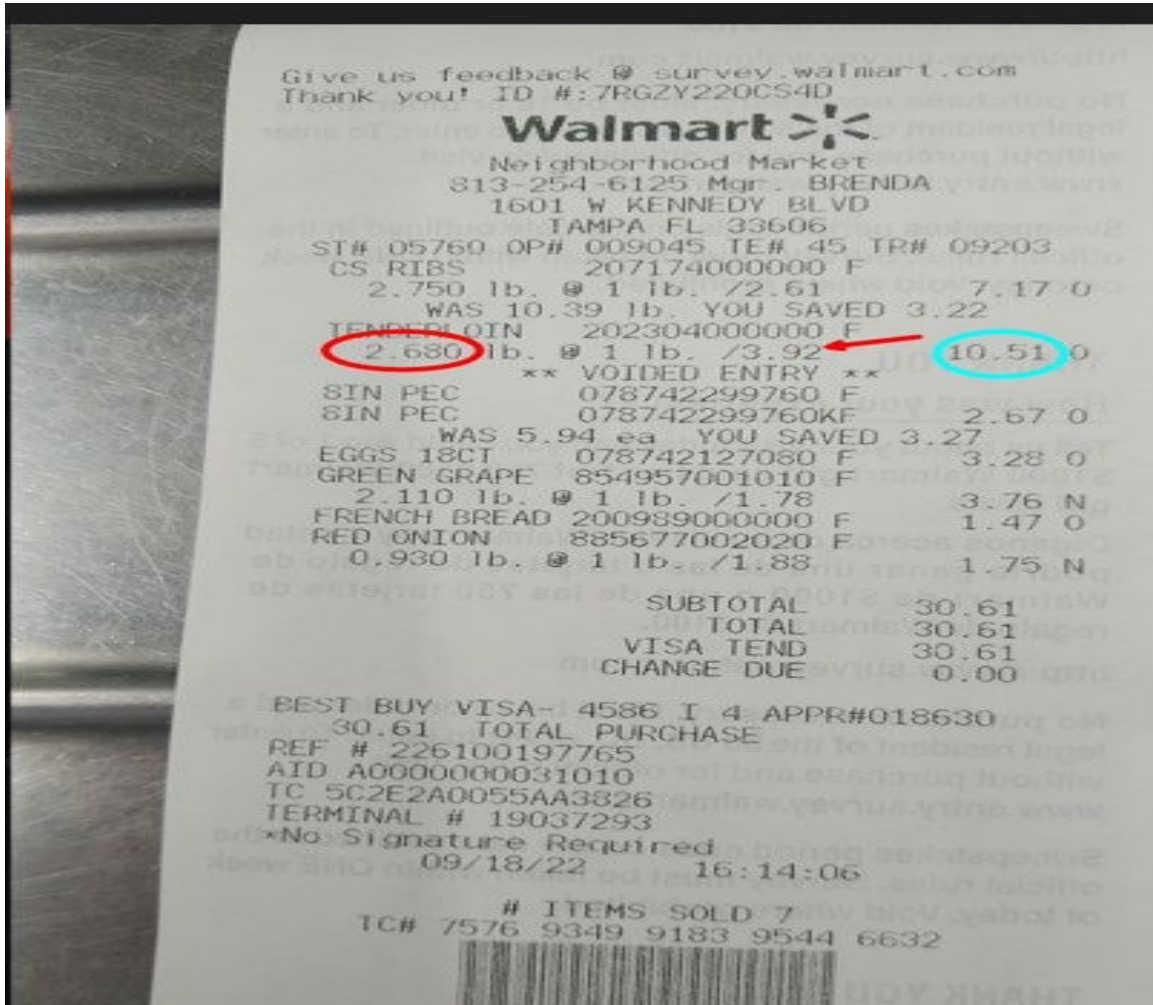 Give us feedback @ survey.walmart.com
Thank you! ID #:7RGZY220CS4D
Walmart
Neighborhood Market
813-254-6125 Mgr. BRENDA
1601 W KENNEDY BLVD
TAMPA FL 33606
ST# 05760 OP# 009045 TE# 45 TR# 09203
CS RIBS 207174000000 F
2.750 lb. @ 1 lb. /2.61 7.17 O
WAS 10.39 lb. YOU SAVED 3.22
TENDERLOIN 202304000000 F
2.680 lb. @ 1 lb. /3.92 10.51 O
** VOIDED ENTRY **
8IN PEC 078742299760 F
8IN PEC 078742299760KF 2.67 O
WAS 5.94 ea YOU SAVED 3.27
EGGS 18CT 078742127080 F 3.28 O
GREEN GRAPE 854957001010 F
2.110 lb. @ 1 lb. /1.78 3.76 N
FRENCH BREAD 200989000000 F 1.47 O
RED ONION 885677002020 F
0.930 lb. @ 1 lb. /1.88 1.75 N
SUBTOTAL 30.61
TOTAL 30.61
VISA TEND 30.61
CHANGE DUE 0.00
BEST BUY VISA- 4586 I 4 APPR#018630
30.61 TOTAL PURCHASE
REF # 226100197765
AID A0000000031010
TC 5C2E2A0055AA3826
TERMINAL # 19037293
*No Signature Required
09/18/22 16:14:06
# ITEMS SOLD 7
TC# 7576 9349 9183 9544 6632